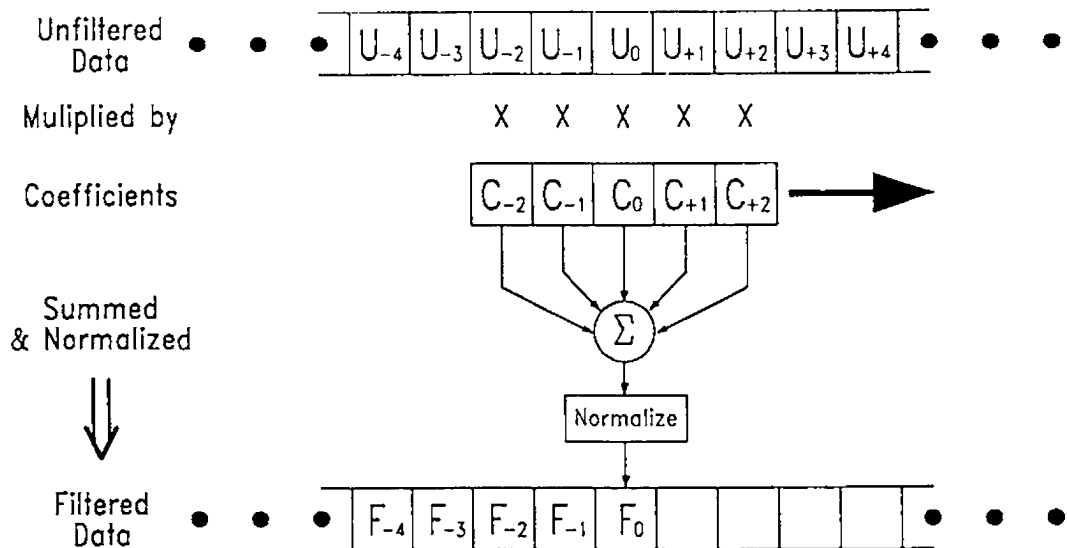 Unfiltered
Data
U-4 U-3 U-2 U-1 U0 U+1 U+2 U+3 U+4
Muliplied by
X X X X X
Coefficients
C-2 C-1 C0 C+1 C+2
Summed
& Normalized
Σ
Normalize
Filtered
Data
F-4 F-3 F-2 F-1 F0